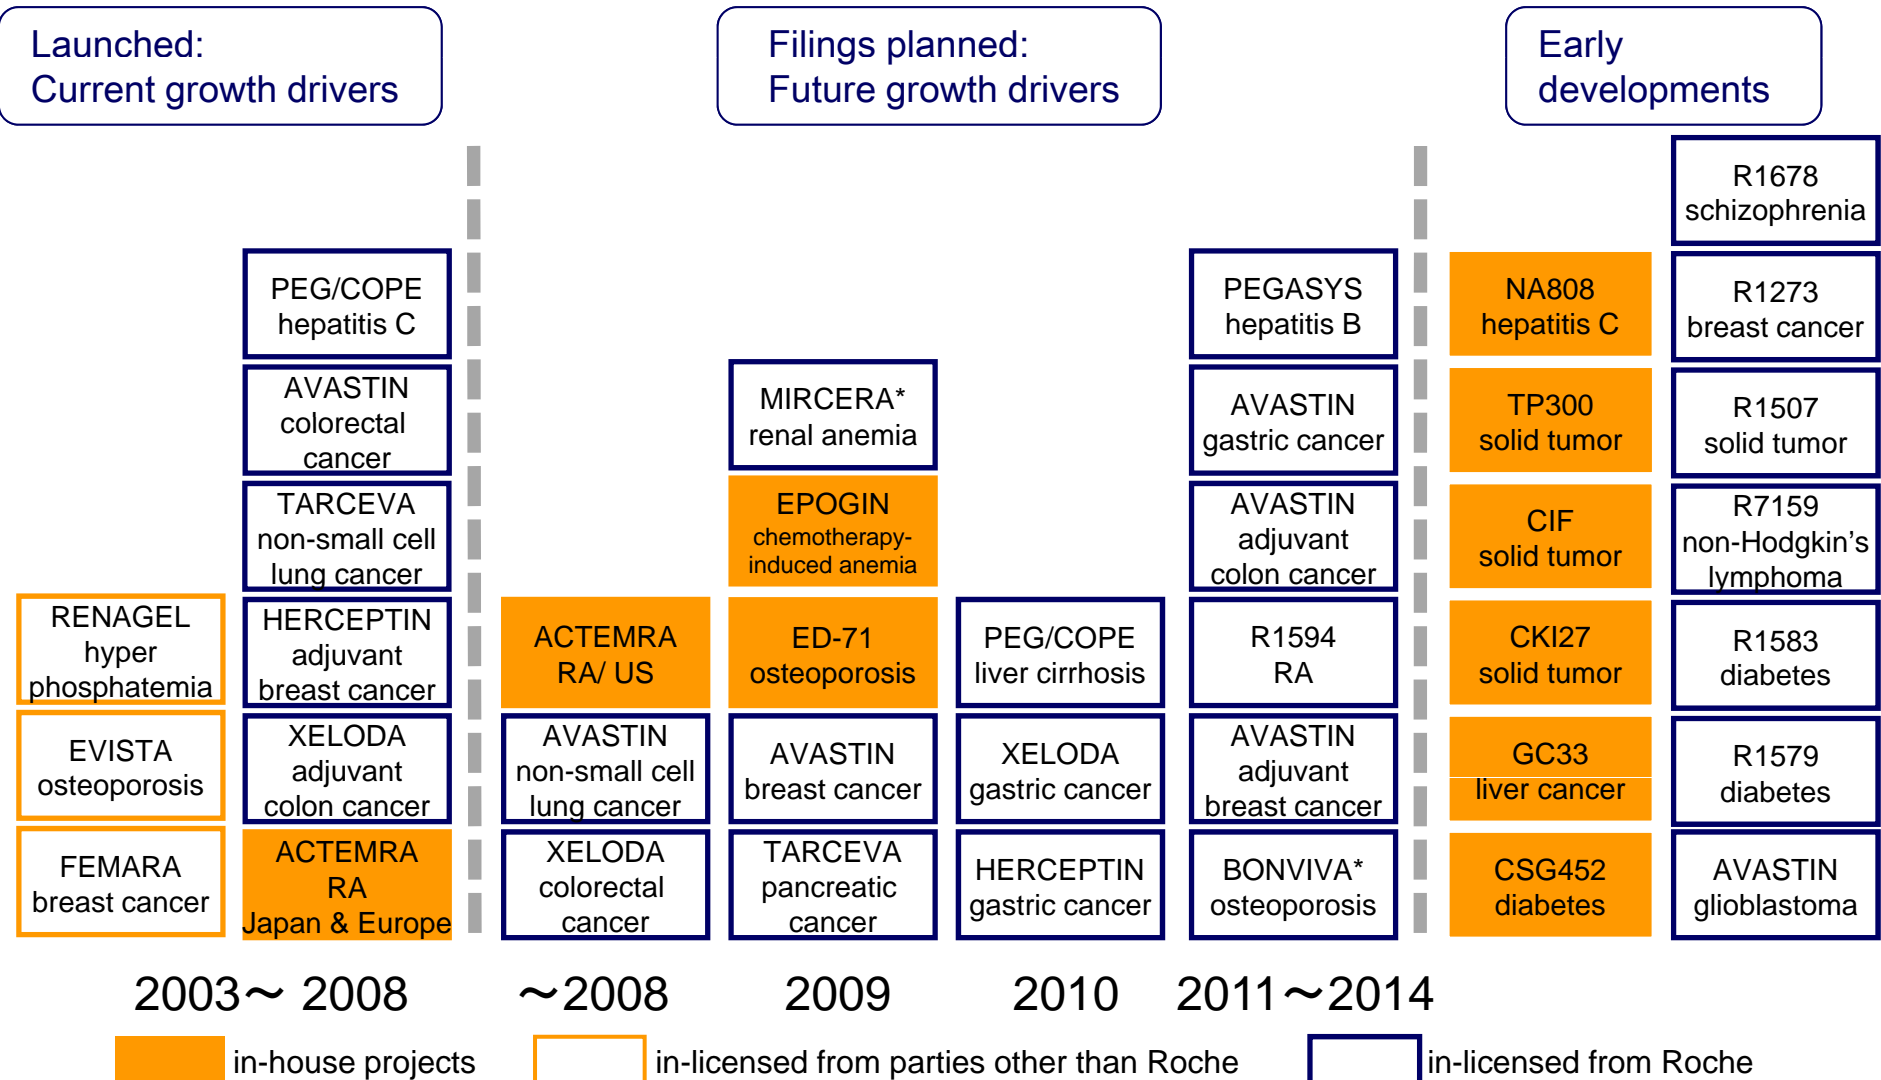 Launched:
Current growth drivers
Filings planned:
Future growth drivers
Early
developments
RENAGEL
hyper
phosphatemia
EVISTA
osteoporosis
FEMARA
breast cancer
PEG/COPE
hepatitis C
AVASTIN
colorectal
cancer
TARCEVA
non-small cell
lung cancer
HERCEPTIN
adjuvant
breast cancer
XELODA
adjuvant
colon cancer
ACTEMRA
RA
Japan & Europe
ACTEMRA
RA/ US
AVASTIN
non-small cell
lung cancer
XELODA
colorectal
cancer
MIRCERA*
renal anemia
EPOGIN
chemotherapy-
induced anemia
ED-71
osteoporosis
AVASTIN
breast cancer
TARCEVA
pancreatic
cancer
PEG/COPE
liver cirrhosis
XELODA
gastric cancer
HERCEPTIN
gastric cancer
PEGASYS
hepatitis B
AVASTIN
gastric cancer
AVASTIN
adjuvant
colon cancer
R1594
RA
AVASTIN
adjuvant
breast cancer
BONVIVA*
osteoporosis
NA808
hepatitis C
TP300
solid tumor
CIF
solid tumor
CKI27
solid tumor
GC33
liver cancer
CSG452
diabetes
R1678
schizophrenia
R1273
breast cancer
R1507
solid tumor
R7159
non-Hodgkin's
lymphoma
R1583
diabetes
R1579
diabetes
AVASTIN
glioblastoma
2003～ 2008
～2008
2009
2010
2011～2014
in-house projects
in-licensed from parties other than Roche
in-licensed from Roche